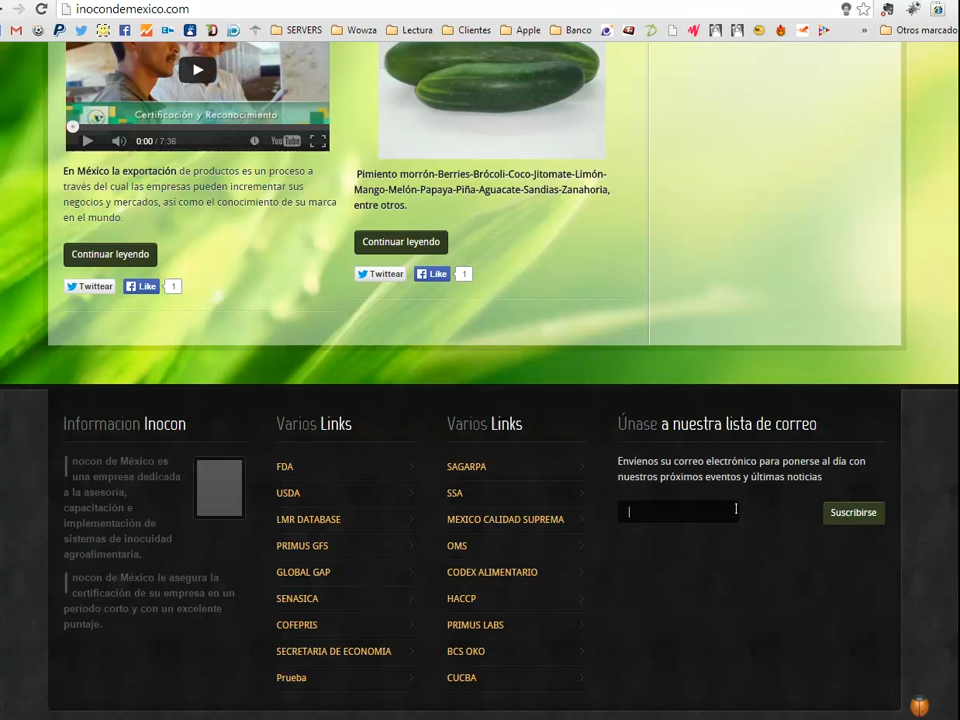 inocondemexico.com
SERVERS
Wowza
Lectura
Clientes
Apple
Banco
»
Otros marcado
Certificación y Reconocimiento
0:00 / 7:36
YouTube
En México la exportación de productos es un proceso a
través del cual las empresas pueden incrementar sus
negocios y mercados, así como el conocimiento de su marca
en el mundo.
Continuar leyendo
Twittear
Like
1
Pimiento morrón-Berries-Brócoli-Coco-Jitomate-Limón-
Mango-Melón-Papaya-Piña-Aguacate-Sandias-Zanahoria,
entre otros.
Continuar leyendo
Twittear
Like
1
Informacion Inocon
Inocon de México es
una empresa dedicada
a la asesoría,
capacitación e
implementación de
sistemas de inocuidad
agroalimentaria.
Inocon de México le asegura la
certificación de su empresa en un
periodo corto y con un excelente
puntaje.
Varios Links
FDA
USDA
LMR DATABASE
PRIMUS GFS
GLOBAL GAP
SENASICA
COFEPRIS
SECRETARIA DE ECONOMIA
Prueba
Varios Links
SAGARPA
SSA
MEXICO CALIDAD SUPREMA
OMS
CODEX ALIMENTARIO
HACCP
PRIMUS LABS
BCS OKO
CUCBA
Únase a nuestra lista de correo
Envíenos su correo electrónico para ponerse al día con
nuestros próximos eventos y últimas noticias
Suscribirse